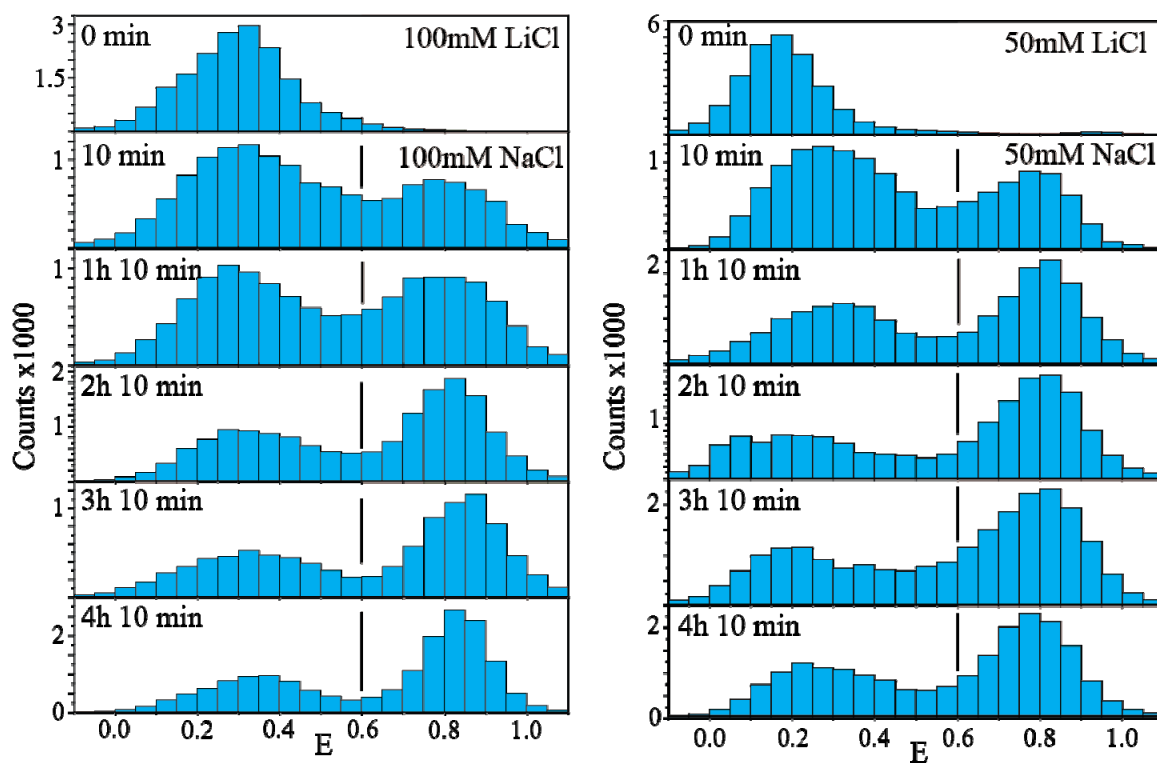 3
1.5
0 min
100mM LiCl
1
10 min
100mM NaCl
1
1h 10 min
2
1
2h 10 min
1
3h 10 min
2
0
4h 10 min
0.0 0.2 0.4 0.6 0.8 1.0
E
Counts x1000
6
0 min
50mM LiCl
1
10 min
50mM NaCl
2
1h 10 min
1
2h 10 min
2
3h 10 min
2
0
4h 10 min
0.0 0.2 0.4 0.6 0.8 1.0
E
Counts x1000